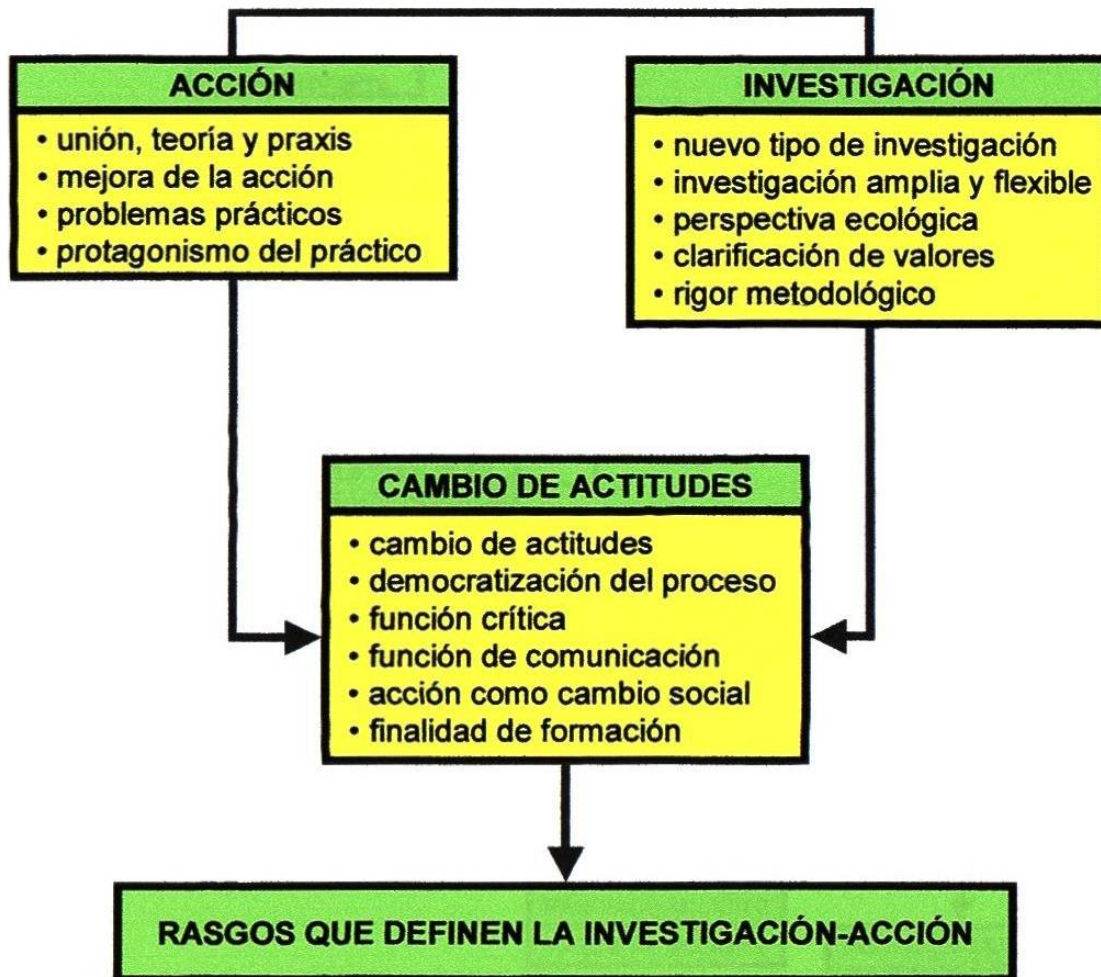 ACCIÓN
• unión, teoría y praxis
• mejora de la acción
• problemas prácticos
• protagonismo del práctico
INVESTIGACIÓN
• nuevo tipo de investigación
• investigación amplia y flexible
• perspectiva ecológica
• clarificación de valores
• rigor metodológico
CAMBIO DE ACTITUDES
• cambio de actitudes
• democratización del proceso
• función crítica
• función de comunicación
• acción como cambio social
• finalidad de formación
RASGOS QUE DEFINEN LA INVESTIGACIÓN-ACCIÓN